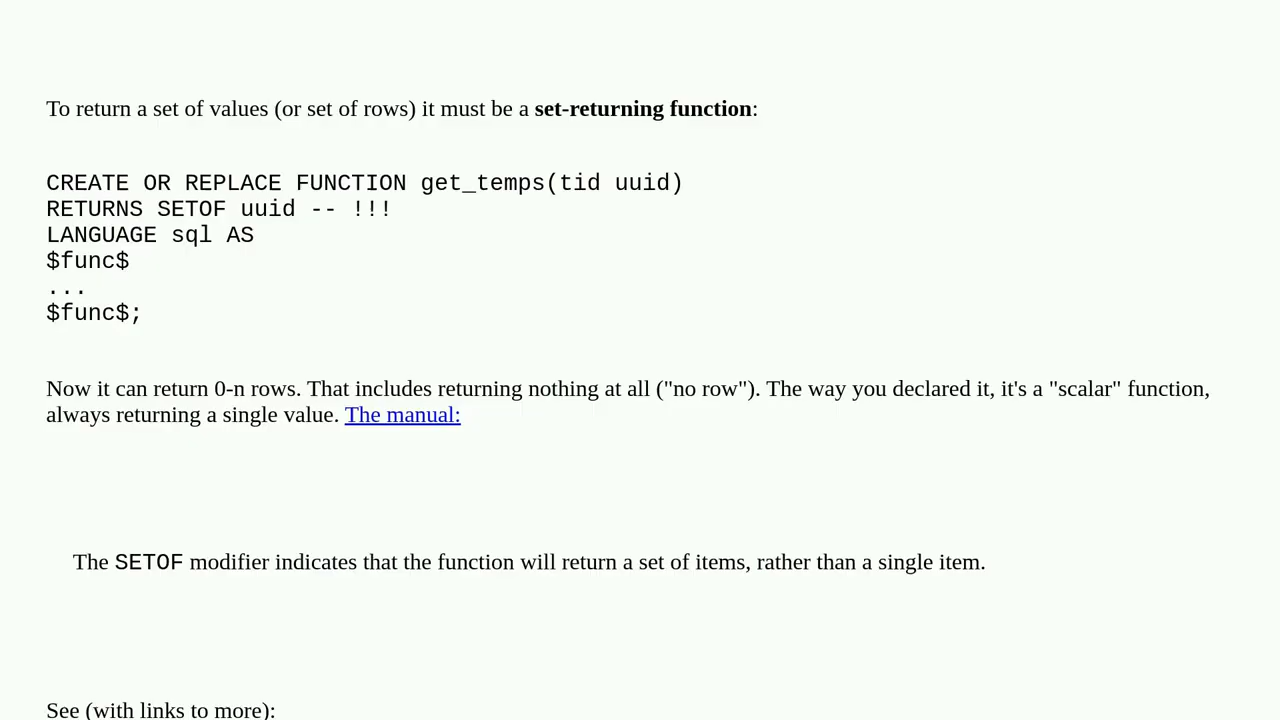 To return a set of values (or set of rows) it must be a set-returning function:
CREATE OR REPLACE FUNCTION get_temps(tid uuid)
RETURNS SETOF uuid -- !!!
LANGUAGE sql AS
$func$
...
$func$;
Now it can return 0-n rows. That includes returning nothing at all ("no row"). The way you declared it, it's a "scalar" function,
always returning a single value. The manual:
The SETOF modifier indicates that the function will return a set of items, rather than a single item.
See (with links to more):